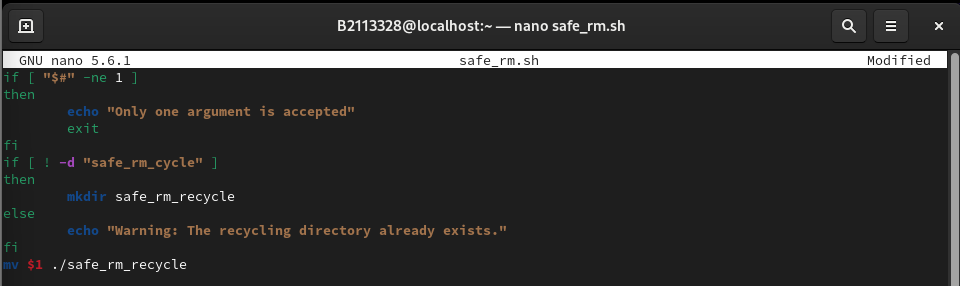 B2113328@localhost:~ — nano safe_rm.sh
GNU nano 5.6.1 safe_rm.sh Modified
if [ "$#" -ne 1 ]
then
echo "Only one argument is accepted"
exit
fi
if [ ! -d "safe_rm_cycle" ]
then
mkdir safe_rm_recycle
else
echo "Warning: The recycling directory already exists."
fi
mv $1 ./safe_rm_recycle